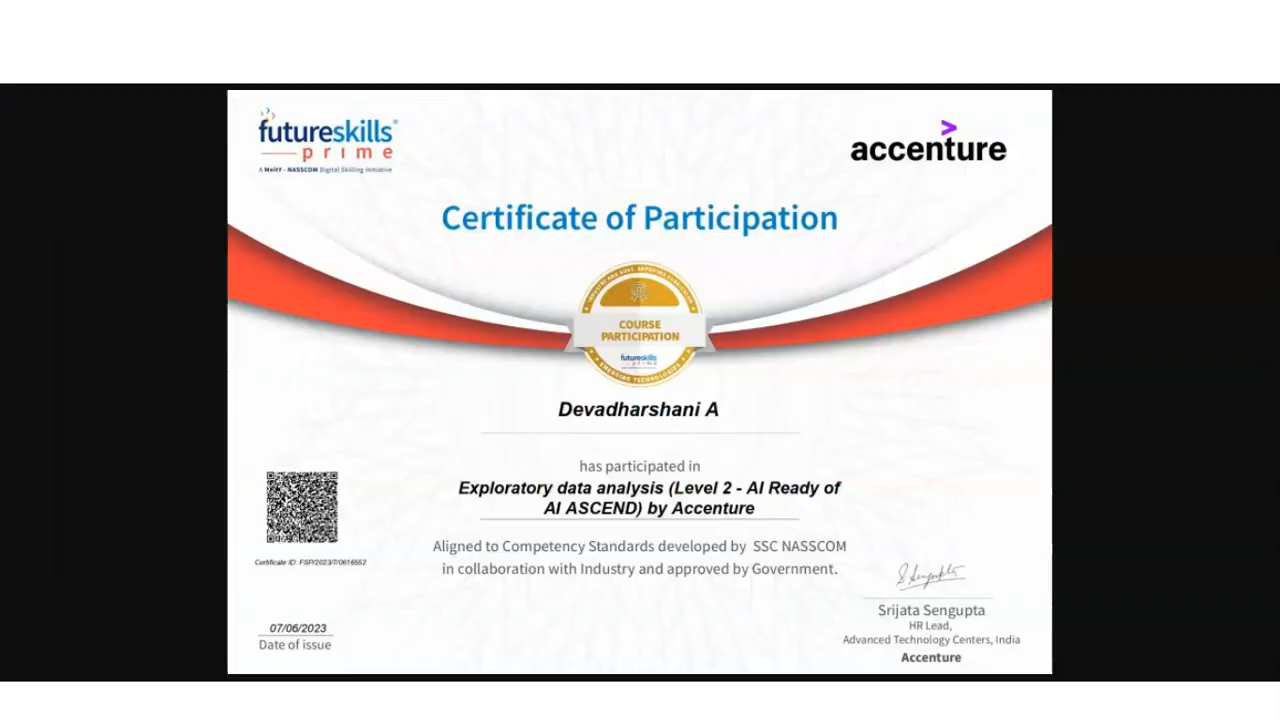 futureskills®
prime
A MeitY - NASSCOM Digital Skilling Initiative
>
accenture
Certificate of Participation
COURSE
PARTICIPATION
futureskills
prime
EMERGING TECHNOLOGIES
Devadharshani A
has participated in
Exploratory data analysis (Level 2 - AI Ready of
AI ASCEND) by Accenture
Aligned to Competency Standards developed by SSC NASSCOM
in collaboration with Industry and approved by Government.
Certificate ID: FSP/2023/7/0616552
S. Sengupta
Srijata Sengupta
HR Lead,
Advanced Technology Centers, India
Accenture
07/06/2023
Date of issue